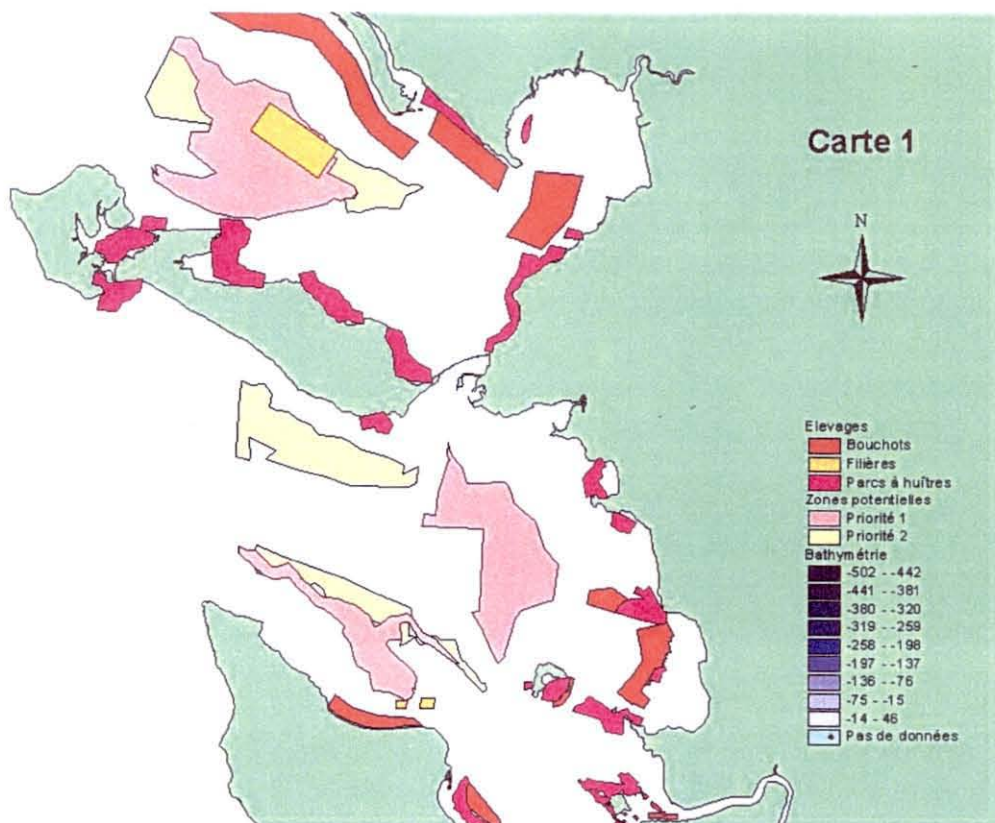 Carte 1
N
Elevages
Bouchots
Filières
Parcs à huîtres
Zones potentielles
Priorité 1
Priorité 2
Bathymétrie
-502 - -442
-441 - -381
-380 - -320
-319 - -259
-258 - -198
-197 - -137
-136 - -76
-75 - -15
-14 - 46
Pas de données